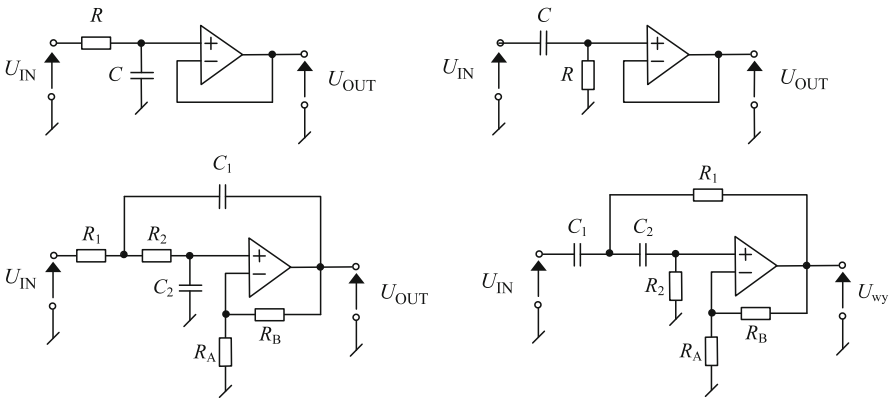 R
+
−
U_IN
C
U_OUT
C
+
−
U_IN
R
U_OUT
C_1
R_1
R_2
+
−
U_IN
C_2
U_OUT
R_B
R_A
R_1
C_1
C_2
+
−
U_IN
R_2
U_wy
R_B
R_A